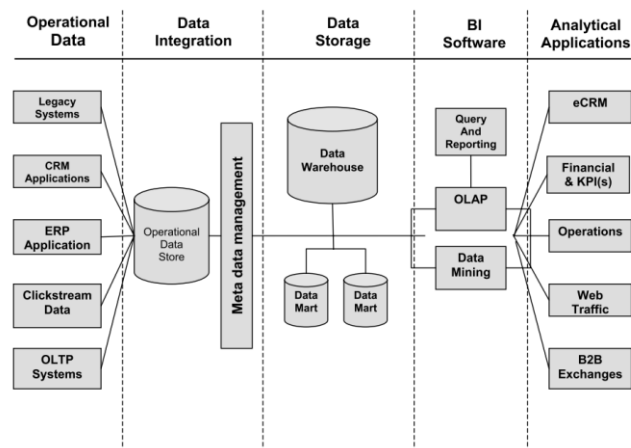 Operational
Data
Data
Integration
Data
Storage
BI
Software
Analytical
Applications
Legacy
Systems
CRM
Applications
ERP
Application
Clickstream
Data
OLTP
Systems
Operational
Data
Store
Meta data management
Data
Warehouse
Data
Mart
Data
Mart
Query
And
Reporting
OLAP
Data
Mining
eCRM
Financial
& KPI(s)
Operations
Web
Traffic
B2B
Exchanges